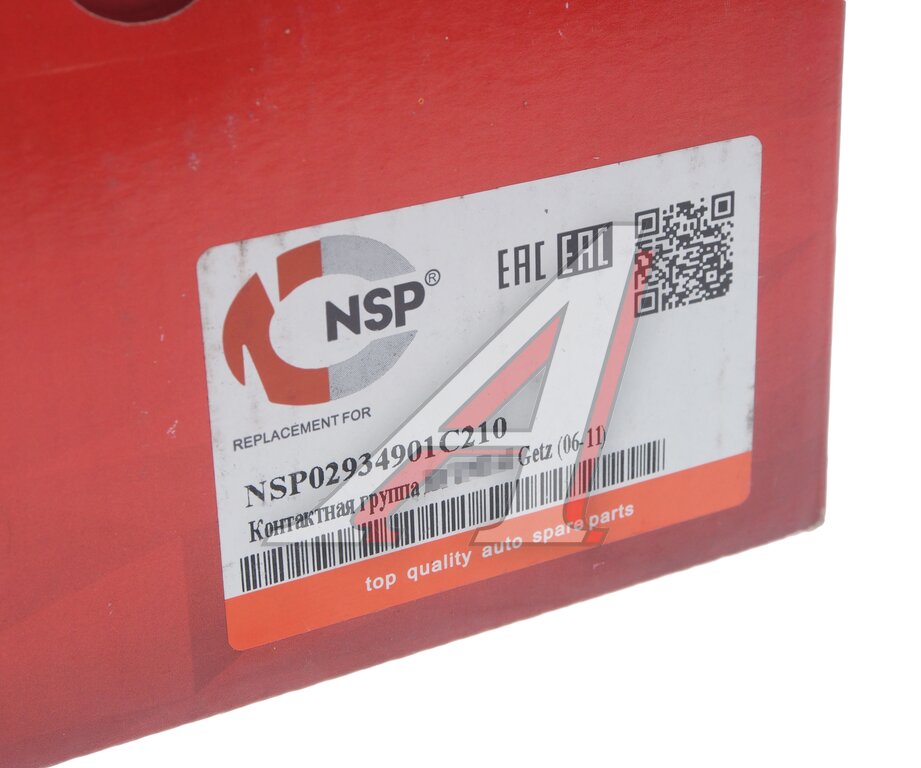 NSP®
EAC EAC
REPLACEMENT FOR
NSP02934901C210
Контактная группа Getz (06-11)
top quality auto spare parts